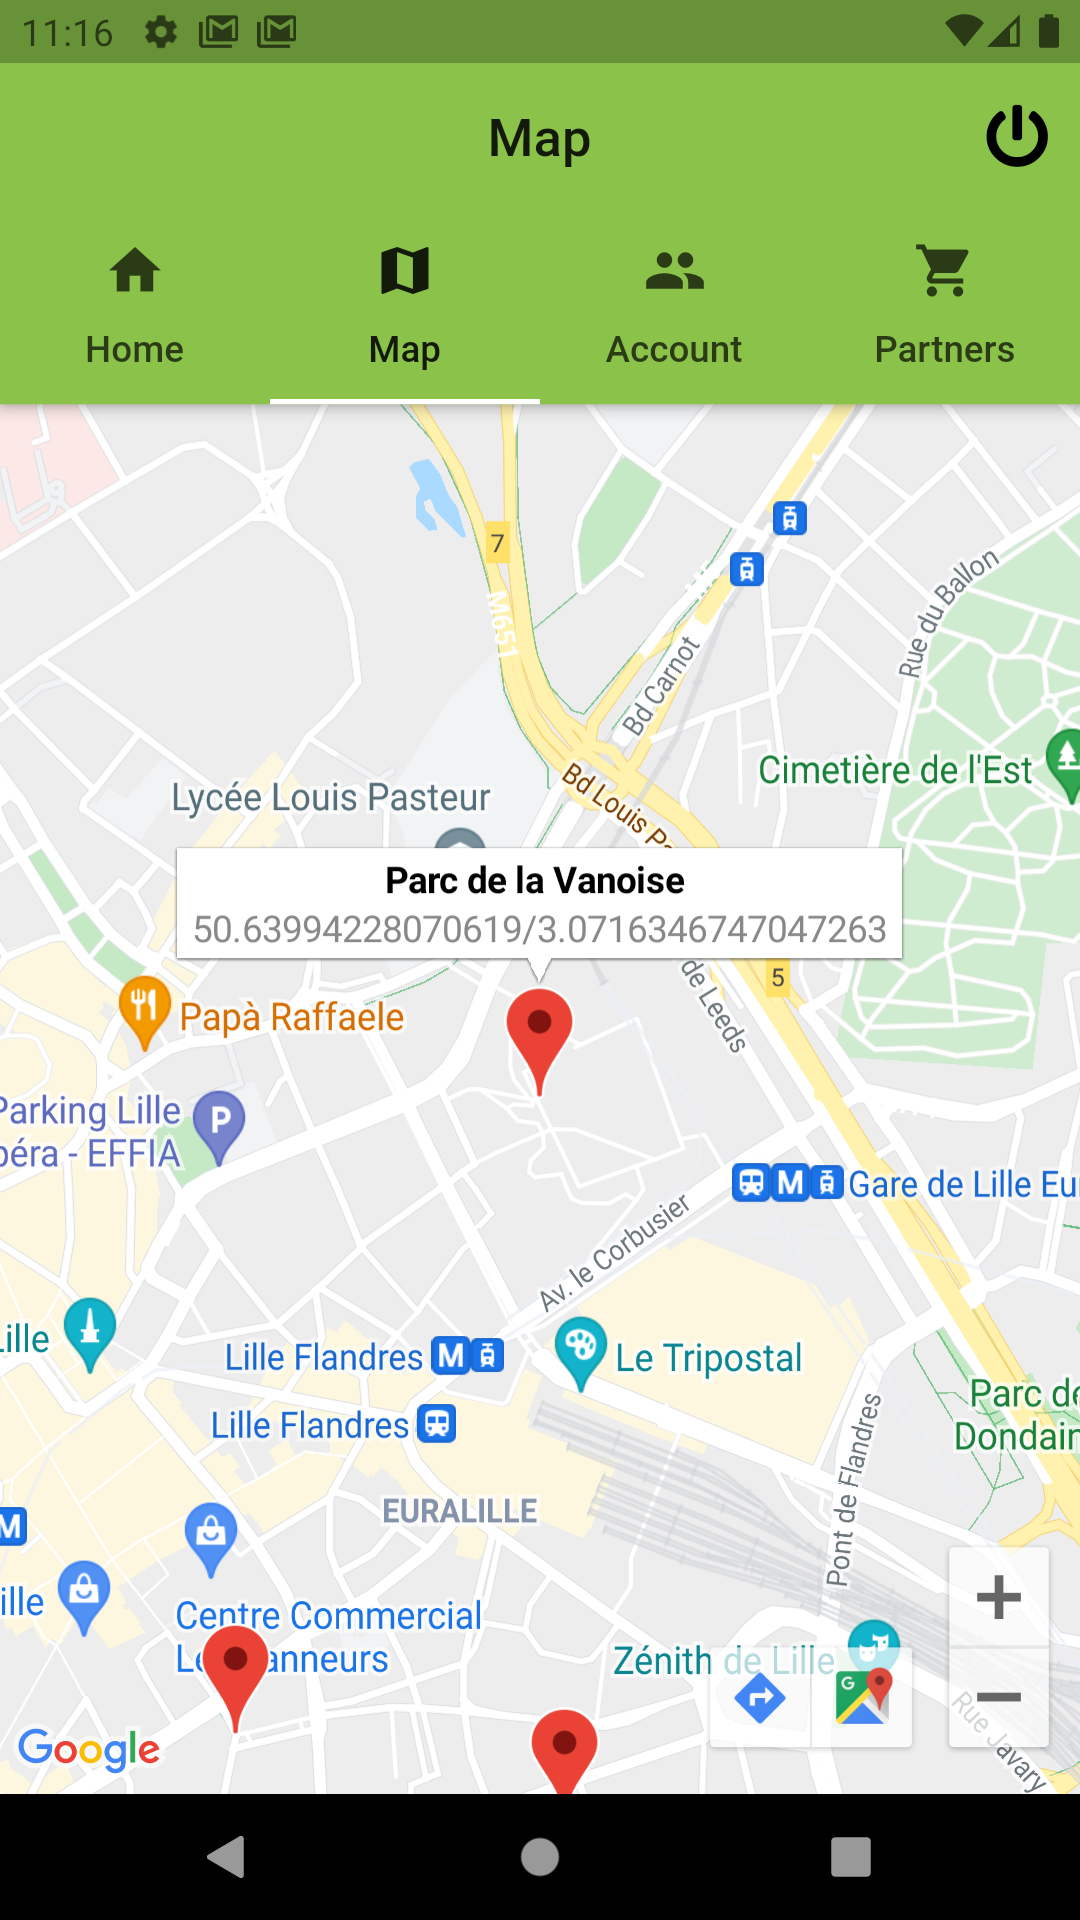 11:16
Map
Home
Map
Account
Partners
7
M651
Bd Carnot
Rue du Ballon
Cimetière de l'Est
Lycée Louis Pasteur
Bd Louis Pa
Parc de la Vanoise
50.63994228070619/3.0716346747047263
de Leeds
5
Papà Raffaele
Parking Lille
péra - EFFIA
P
M
Gare de Lille Eu
Av. le Corbusier
Lille
Lille Flandres
M
Le Tripostal
Lille Flandres
Parc de
Dondain
Pont de Flandres
EURALILLE
M
ille
Centre Commercial
Le
anneurs
Zénith de Lille
G
Rue Javary
Google